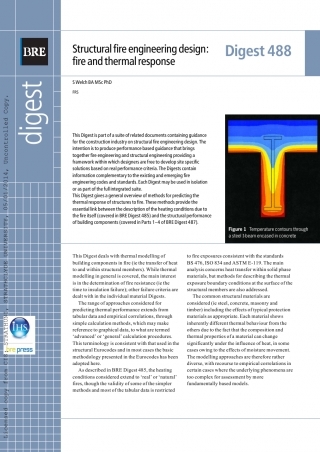 BRE
Structural fire engineering design:
fire and thermal response
Digest 488
S Welch BA MSc PhD
FRS
digest
This Digest is part of a suite of related documents containing guidance
for the construction industry on structural fire engineering design. The
intention is to produce performance-based guidance that brings
together fire engineering and structural engineering providing a
framework within which designers are free to develop site specific
solutions based on real performance criteria. The Digests contain
information complementary to the existing and emerging fire
engineering codes and standards. Each Digest may be used in isolation
or as part of the full integrated suite.
This Digest gives a general overview of methods for predicting the
thermal response of structures to fire. These methods provide the
essential link between the description of the heating conditions due to
the fire itself (covered in BRE Digest 485) and the structural performance
of building components (covered in Parts 1–4 of BRE Digest 487).
Figure 1 Temperature contours through
a steel I-beam encased in concrete
This Digest deals with thermal modelling of
building components in fire (ie the transfer of heat
to and within structural members). While thermal
modelling in general is covered, the main interest
is in the determination of fire resistance (ie the
time to insulation failure); other failure criteria are
dealt with in the individual material Digests.
The range of approaches considered for
predicting thermal response extends from
tabular data and empirical correlations, through
simple calculation methods, which may make
reference to graphical data, to what are termed
'advanced' or 'general' calculation procedures.
This terminology is consistent with that used in the
structural Eurocodes and in most cases the basic
methodology presented in the Eurocodes has been
adopted here.
As described in BRE Digest 485, the heating
conditions considered extend to 'real' or 'natural'
fires, though the validity of some of the simpler
methods and most of the tabular data is restricted
to fire exposures consistent with the standards
BS 476, ISO 834 and ASTM E-119. The main
analysis concerns heat transfer within solid phase
materials, but methods for describing the thermal
exposure boundary conditions at the surface of the
structural members are also addressed.
The common structural materials are
considered (ie steel, concrete, masonry and
timber) including the effects of typical protection
materials as appropriate. Each material shows
inherently different thermal behaviour from the
others due to the fact that the composition and
thermal properties of a material can change
significantly under the influence of heat, in some
cases owing to the effects of moisture movement.
The modelling approaches are therefore rather
diverse, with recourse to empirical correlations in
certain cases where the underlying phenomena are
too complex for assessment by more
fundamentally based models.
IHS
bre press